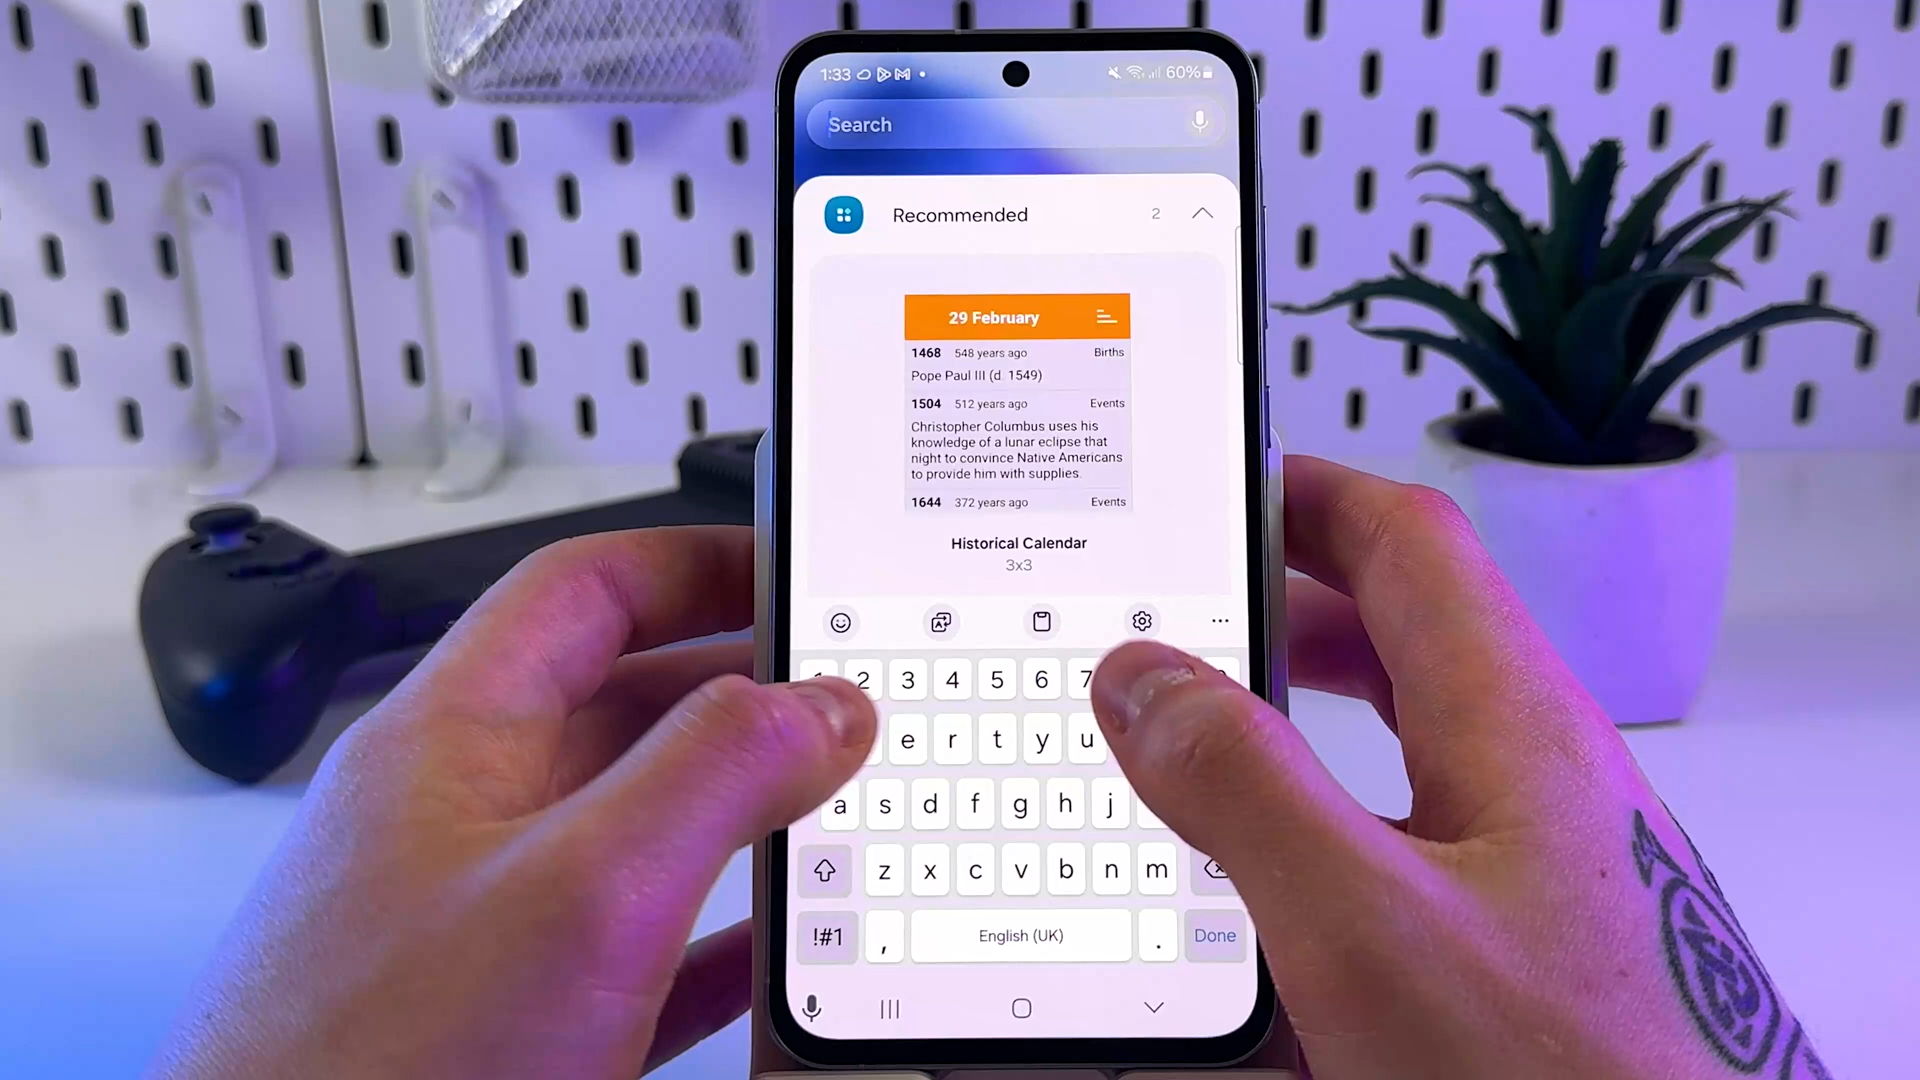 1:33 60%
Search
Recommended 2
29 February
1468 548 years ago Births
Pope Paul III (d. 1549)
1504 512 years ago Events
Christopher Columbus uses his
knowledge of a lunar eclipse that
night to convince Native Americans
to provide him with supplies.
1644 372 years ago Events
Historical Calendar
3x3
2 3 4 5 6 7
e r t y u
a s d f g h j
z x c v b n m
!#1 , English (UK) . Done